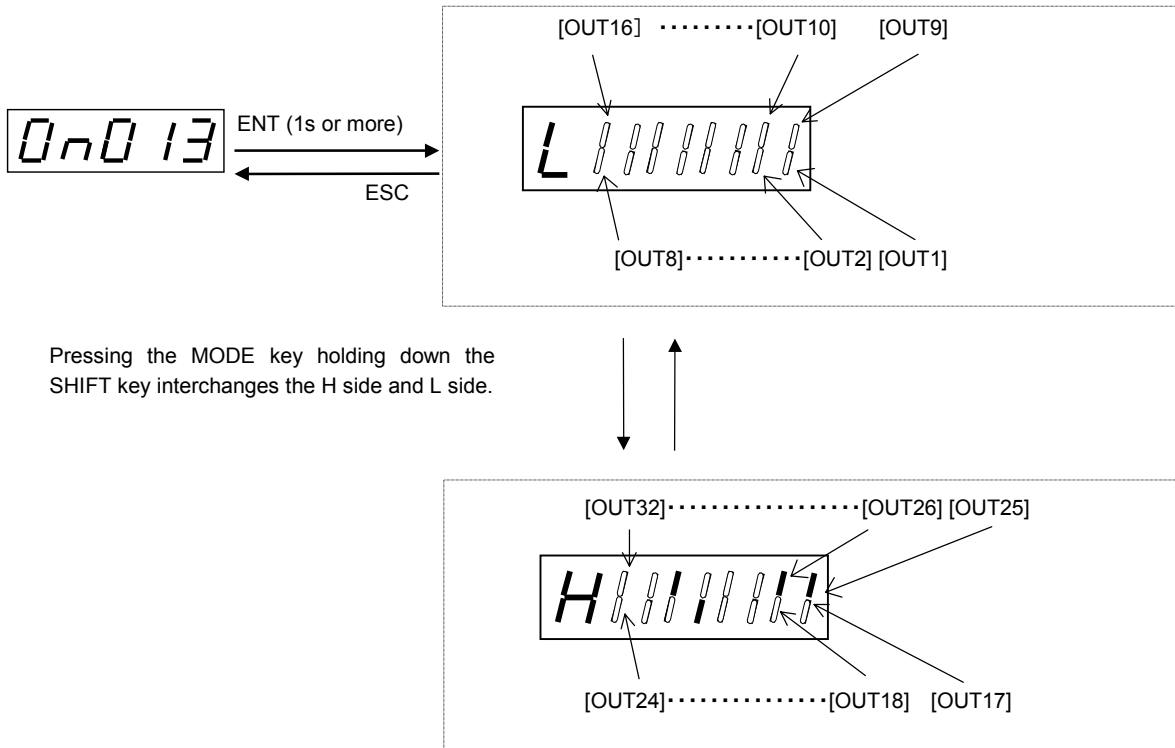 [OUT16］ ·········[OUT10] [OUT9]
0n013
ENT (1s or more)
ESC
L
[OUT8]···········[OUT2] [OUT1]
Pressing the MODE key holding down the
SHIFT key interchanges the H side and L side.
[OUT32]·················[OUT26] [OUT25]
H
[OUT24]··············[OUT18] [OUT17]